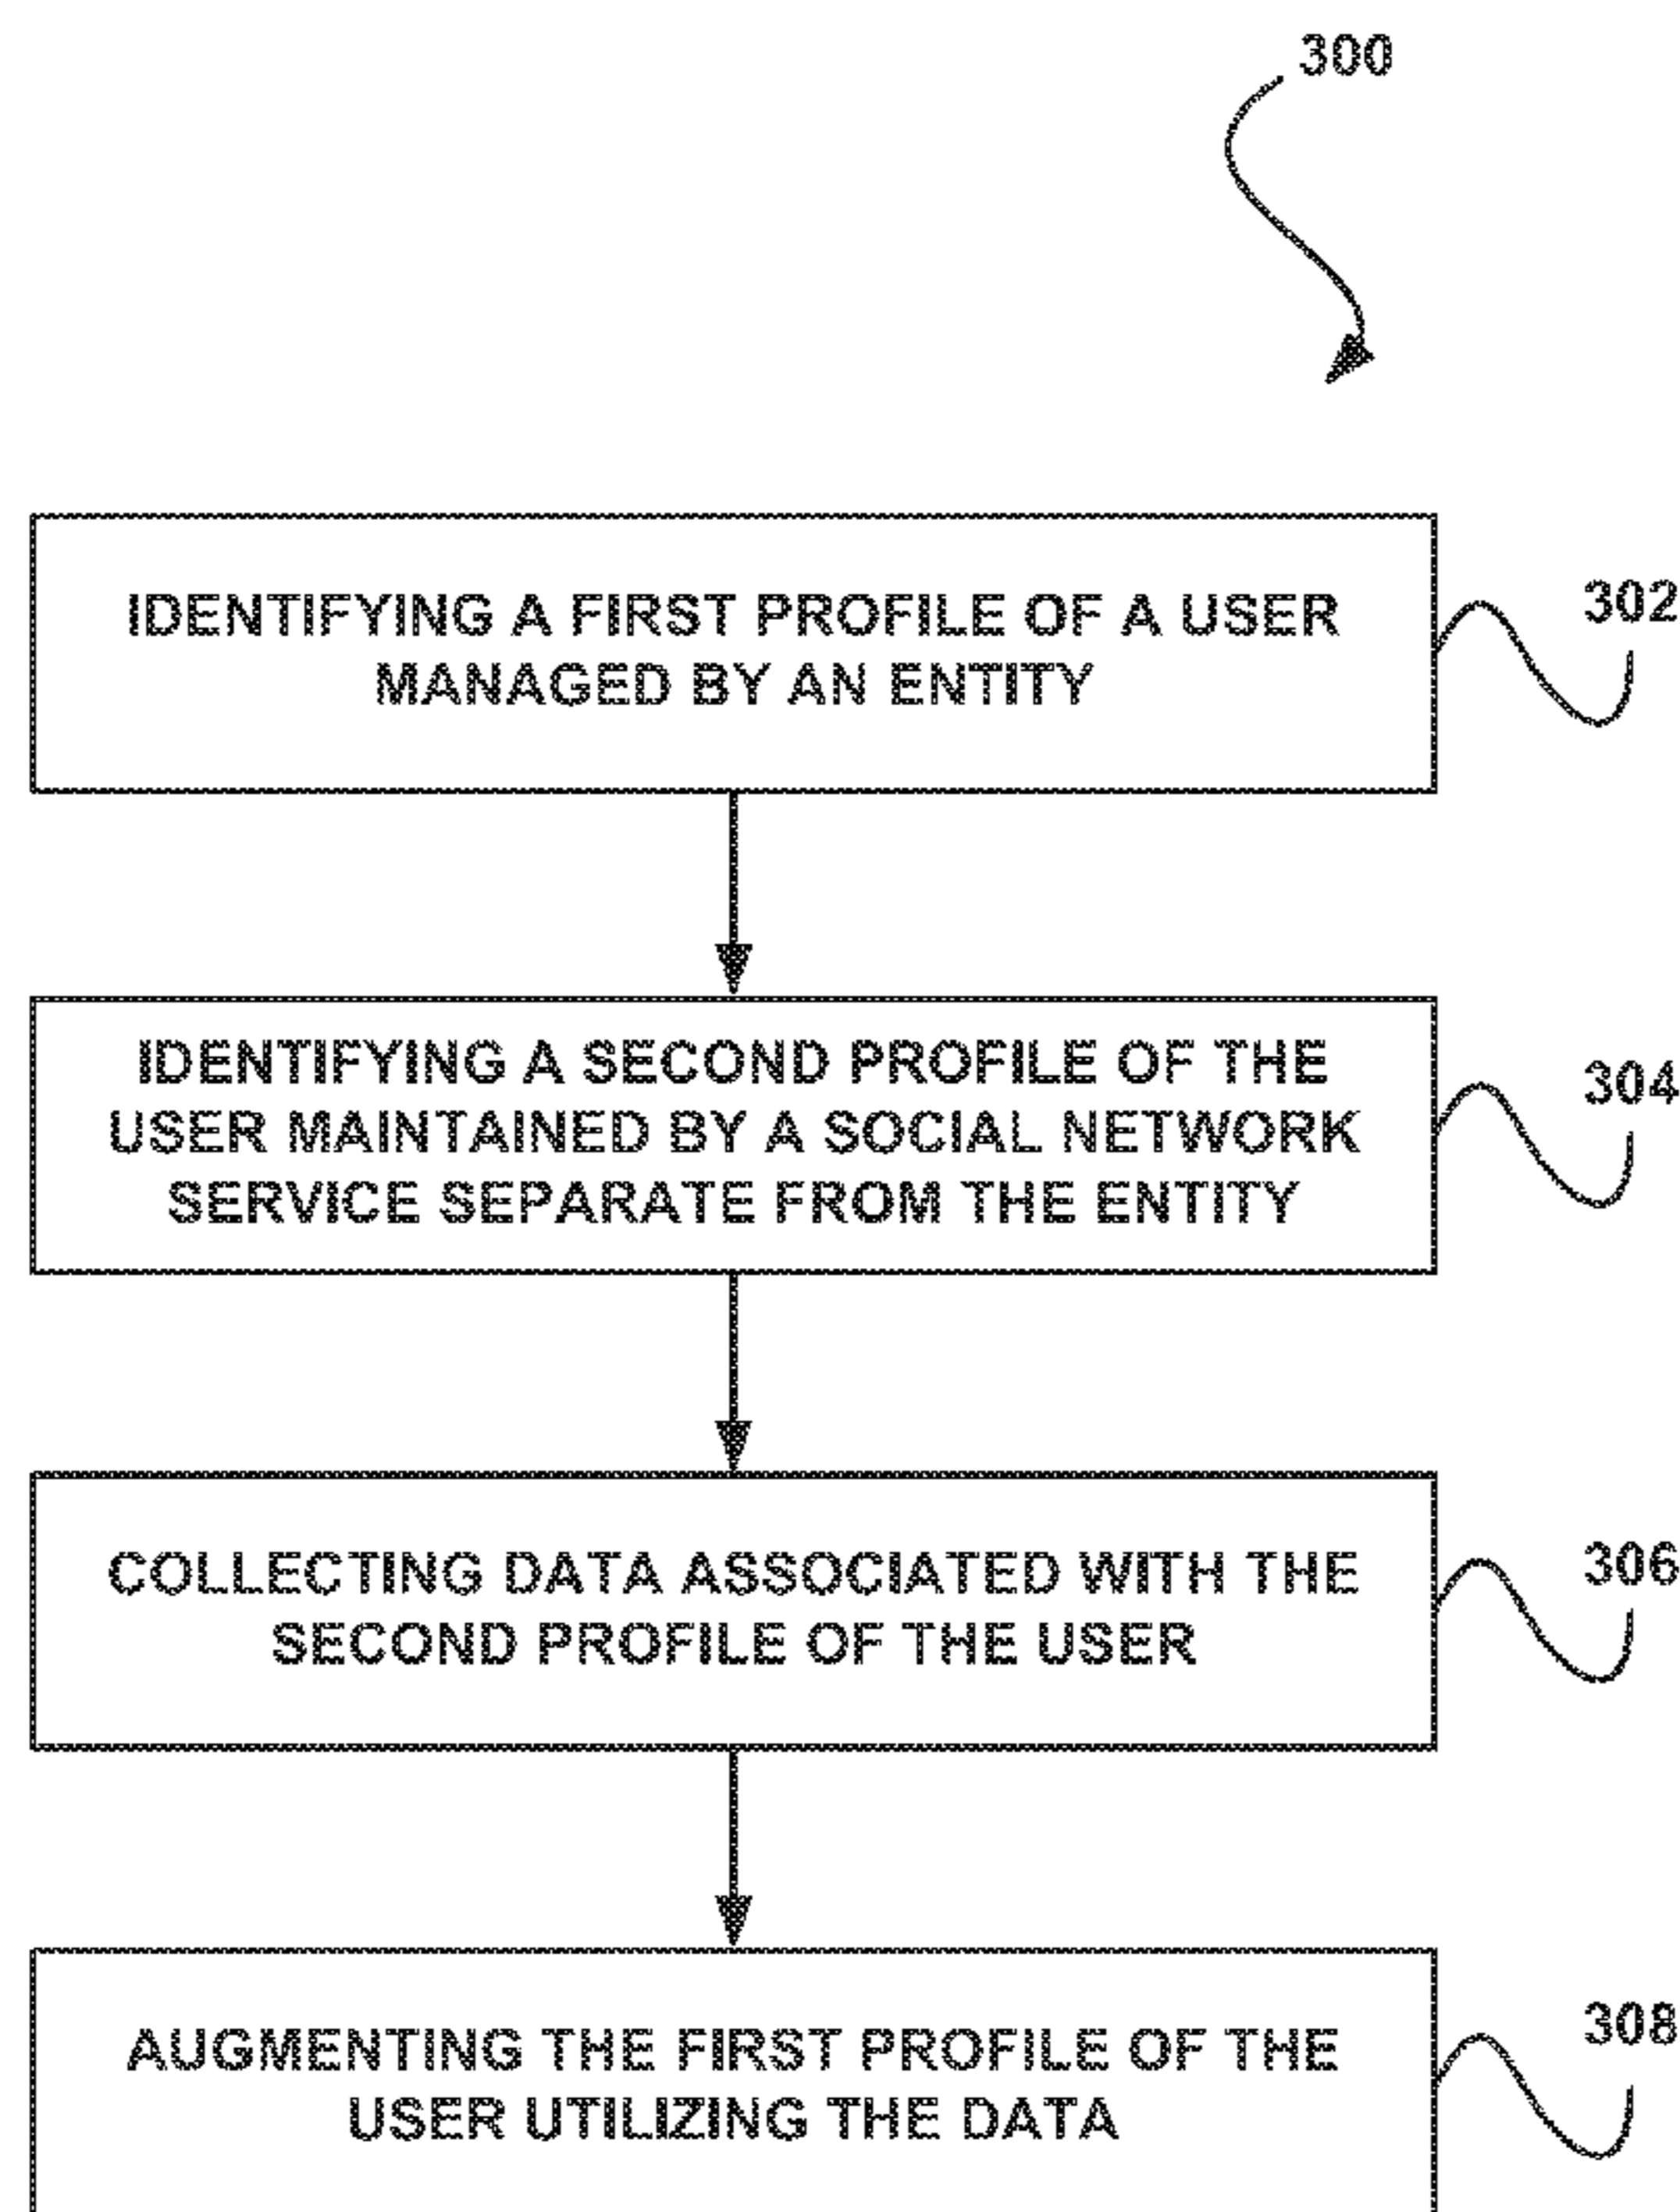 300
IDENTIFYING A FIRST PROFILE OF A USER
MANAGED BY AN ENTITY
302
IDENTIFYING A SECOND PROFILE OF THE
USER MAINTAINED BY A SOCIAL NETWORK
SERVICE SEPARATE FROM THE ENTITY
304
COLLECTING DATA ASSOCIATED WITH THE
SECOND PROFILE OF THE USER
306
AUGMENTING THE FIRST PROFILE OF THE
USER UTILIZING THE DATA
308